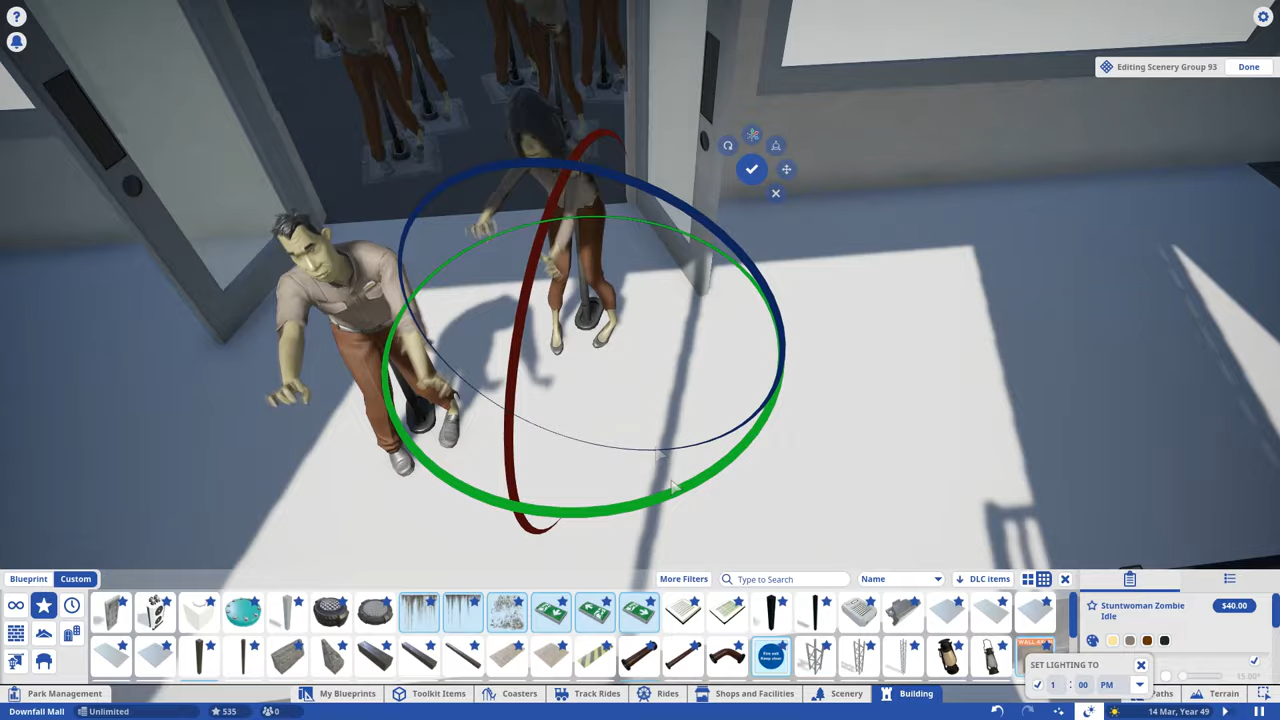 ?
Editing Scenery Group 93
Done
Blueprint
Custom
More Filters
Type to Search
Name
DLC items
Stuntwoman Zombie
Idle
$40.00
SET LIGHTING TO
1 : 00 PM
15.00°
Park Management
My Blueprints
Toolkit Items
Coasters
Track Rides
Rides
Shops and Facilities
Scenery
Building
Paths
Terrain
Downfall Mall
Unlimited
535
0
14 Mar, Year 49